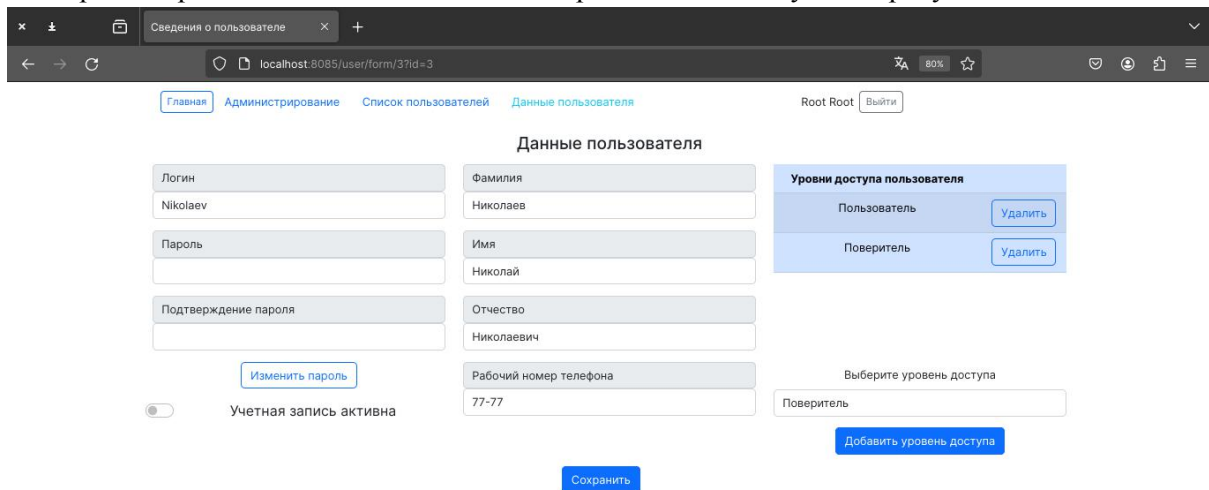 Сведения о пользователе
localhost:8085/user/form/3?id=3
80%
Главная Администрирование Список пользователей Данные пользователя Root Root Выйти
Данные пользователя
Логин
Nikolaev
Пароль
Подтверждение пароля
Изменить пароль
Учетная запись активна
Фамилия
Николаев
Имя
Николай
Отчество
Николаевич
Рабочий номер телефона
77-77
Уровни доступа пользователя
Пользователь Удалить
Поверитель Удалить
Выберите уровень доступа
Поверитель
Добавить уровень доступа
Сохранить